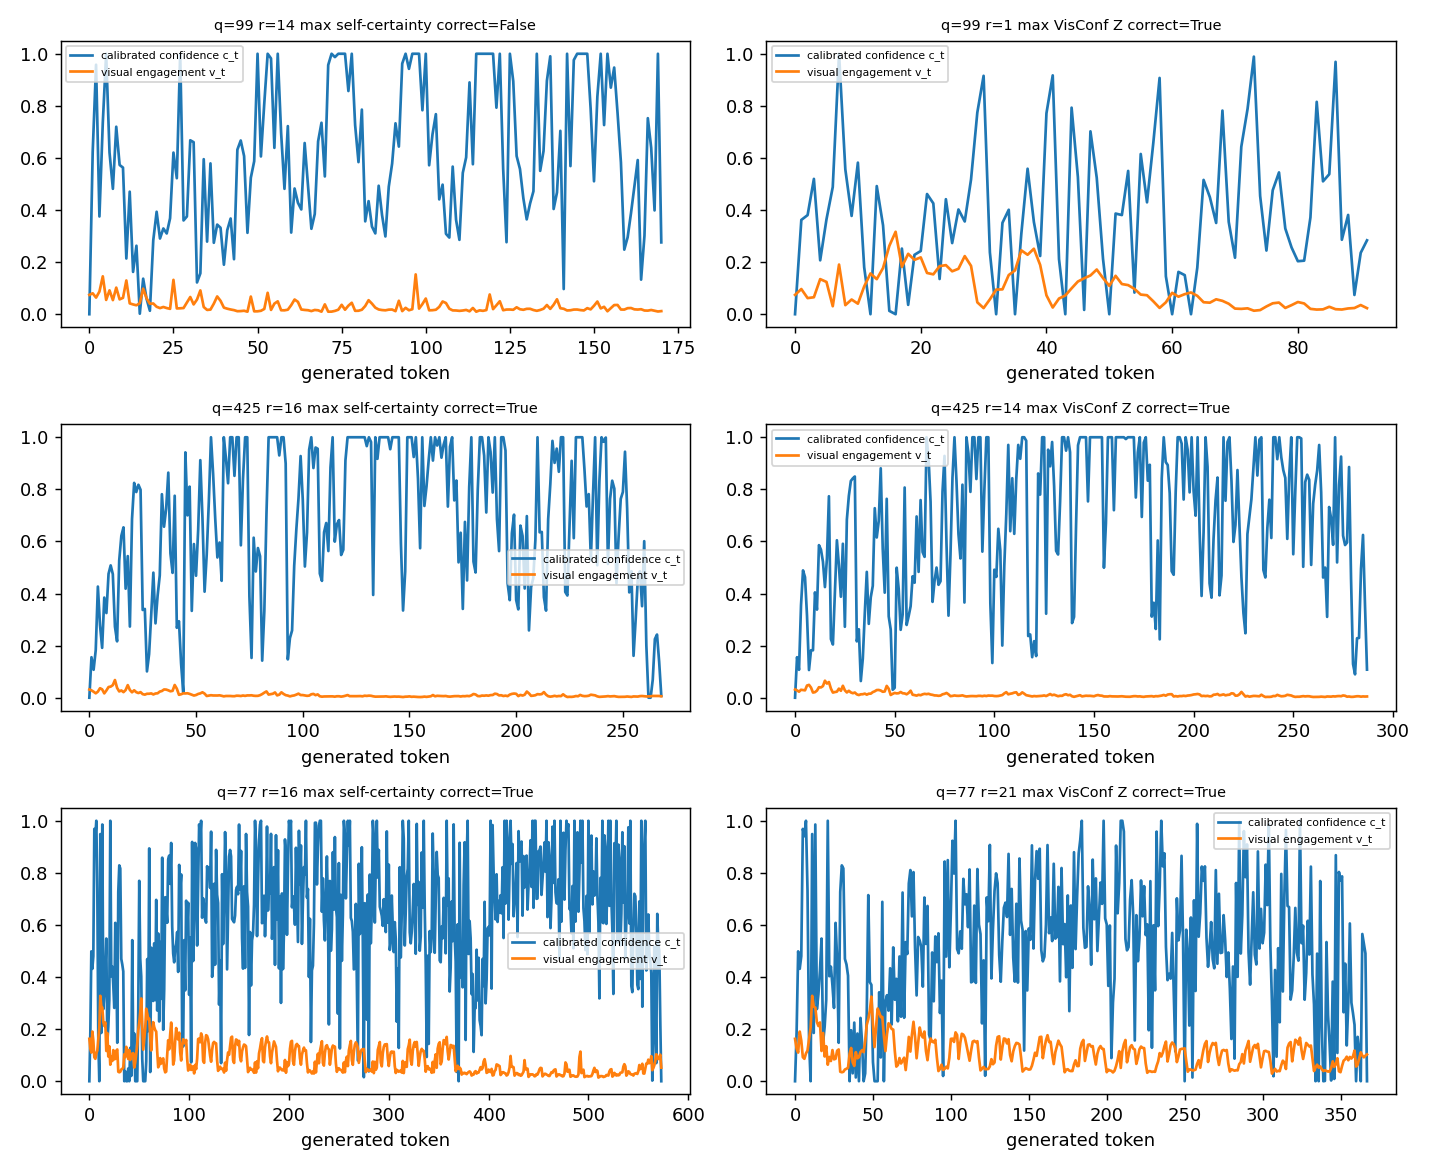 q=99 r=14 max self-certainty correct=False
1.0
0.8
0.6
0.4
0.2
0.0
calibrated confidence c_t
visual engagement v_t
0 25 50 75 100 125 150 175
generated token
q=99 r=1 max VisConf Z correct=True
1.0
0.8
0.6
0.4
0.2
0.0
calibrated confidence c_t
visual engagement v_t
0 20 40 60 80
generated token
q=425 r=16 max self-certainty correct=True
1.0
0.8
0.6
0.4
0.2
0.0
calibrated confidence c_t
visual engagement v_t
0 50 100 150 200 250
generated token
q=425 r=14 max VisConf Z correct=True
1.0
0.8
0.6
0.4
0.2
0.0
calibrated confidence c_t
visual engagement v_t
0 50 100 150 200 250 300
generated token
q=77 r=16 max self-certainty correct=True
1.0
0.8
0.6
0.4
0.2
0.0
calibrated confidence c_t
visual engagement v_t
0 100 200 300 400 500 600
generated token
q=77 r=21 max VisConf Z correct=True
1.0
0.8
0.6
0.4
0.2
0.0
calibrated confidence c_t
visual engagement v_t
0 50 100 150 200 250 300 350
generated token